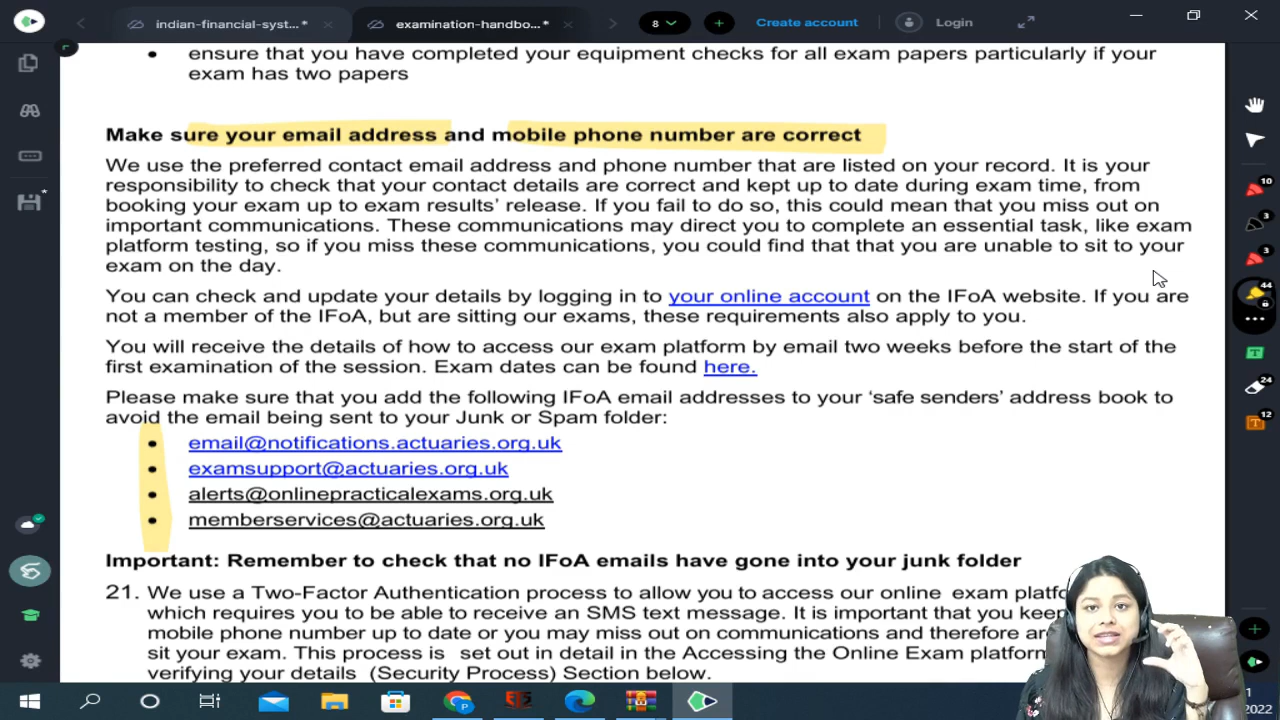 indian-financial-syst...*
examination-handbo...*
8
Create account
Login
ensure that you have completed your equipment checks for all exam papers particularly if your
exam has two papers
Make sure your email address and mobile phone number are correct
We use the preferred contact email address and phone number that are listed on your record. It is your
responsibility to check that your contact details are correct and kept up to date during exam time, from
booking your exam up to exam results' release. If you fail to do so, this could mean that you miss out on
important communications. These communications may direct you to complete an essential task, like exam
platform testing, so if you miss these communications, you could find that that you are unable to sit to your
exam on the day.
You can check and update your details by logging in to your online account on the IFoA website. If you are
not a member of the IFoA, but are sitting our exams, these requirements also apply to you.
You will receive the details of how to access our exam platform by email two weeks before the start of the
first examination of the session. Exam dates can be found here.
Please make sure that you add the following IFoA email addresses to your 'safe senders' address book to
avoid the email being sent to your Junk or Spam folder:
email@notifications.actuaries.org.uk
examsupport@actuaries.org.uk
alerts@onlinepracticalexams.org.uk
memberservices@actuaries.org.uk
Important: Remember to check that no IFoA emails have gone into your junk folder
21. We use a Two-Factor Authentication process to allow you to access our online exam platfo
which requires you to be able to receive an SMS text message. It is important that you keep
mobile phone number up to date or you may miss out on communications and therefore ar
sit your exam. This process is set out in detail in the Accessing the Online Exam platform
verifying your details (Security Process) Section below.
10
3
3
44
T
24
T 12
1
2022